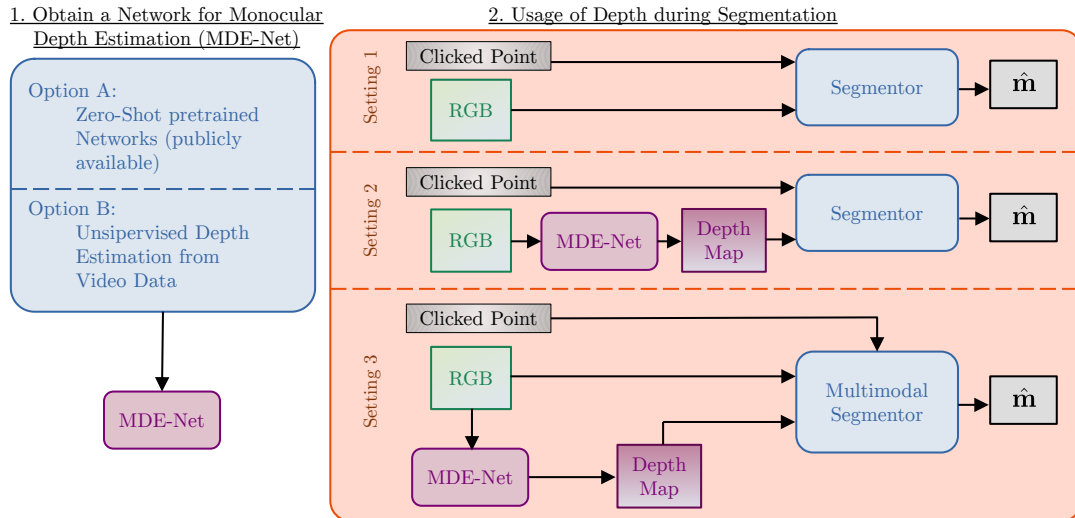 1. Obtain a Network for Monocular
Depth Estimation (MDE-Net)
Option A:
Zero-Shot pretrained
Networks (publicly
available)
Option B:
Unsipervised Depth
Estimation from
Video Data
MDE-Net
2. Usage of Depth during Segmentation
Setting 1
Clicked Point
RGB
Segmentor
m̂
Setting 2
Clicked Point
RGB
MDE-Net
Depth
Map
Segmentor
m̂
Setting 3
Clicked Point
RGB
MDE-Net
Depth
Map
Multimodal
Segmentor
m̂